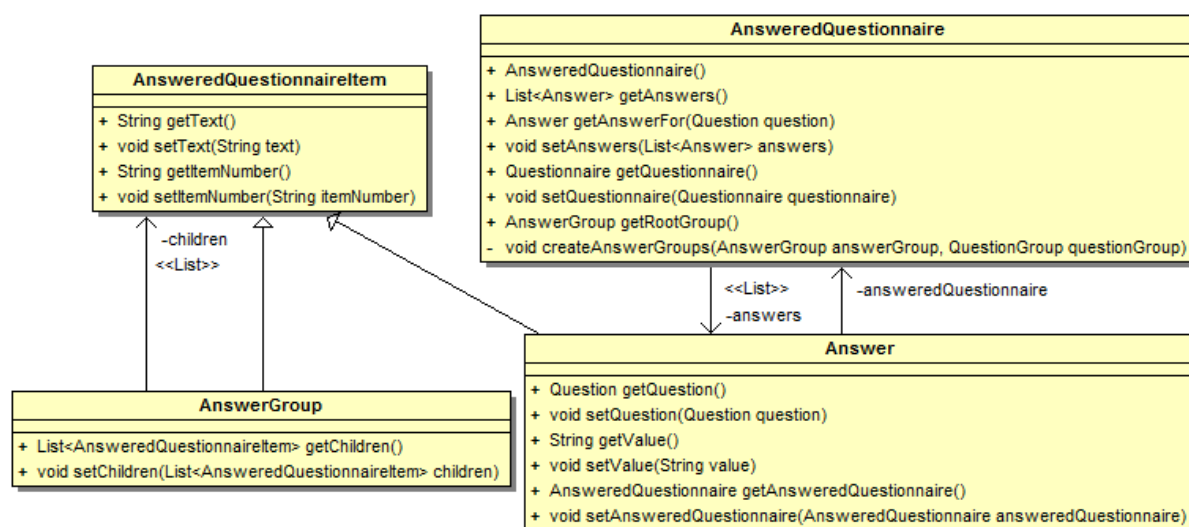 AnsweredQuestionnaire
+ AnsweredQuestionnaire()
+ List<Answer> getAnswers()
+ Answer getAnswerFor(Question question)
+ void setAnswers(List<Answer> answers)
+ Questionnaire getQuestionnaire()
+ void setQuestionnaire(Questionnaire questionnaire)
+ AnswerGroup getRootGroup()
- void createAnswerGroups(AnswerGroup answerGroup, QuestionGroup questionGroup)
AnsweredQuestionnaireItem
+ String getText()
+ void setText(String text)
+ String getItemNumber()
+ void setItemNumber(String itemNumber)
-children
<<List>>
<<List>>
-answers
-answeredQuestionnaire
AnswerGroup
+ List<AnsweredQuestionnaireItem> getChildren()
+ void setChildren(List<AnsweredQuestionnaireItem> children)
Answer
+ Question getQuestion()
+ void setQuestion(Question question)
+ String getValue()
+ void setValue(String value)
+ AnsweredQuestionnaire getAnsweredQuestionnaire()
+ void setAnsweredQuestionnaire(AnsweredQuestionnaire answeredQuestionnaire)